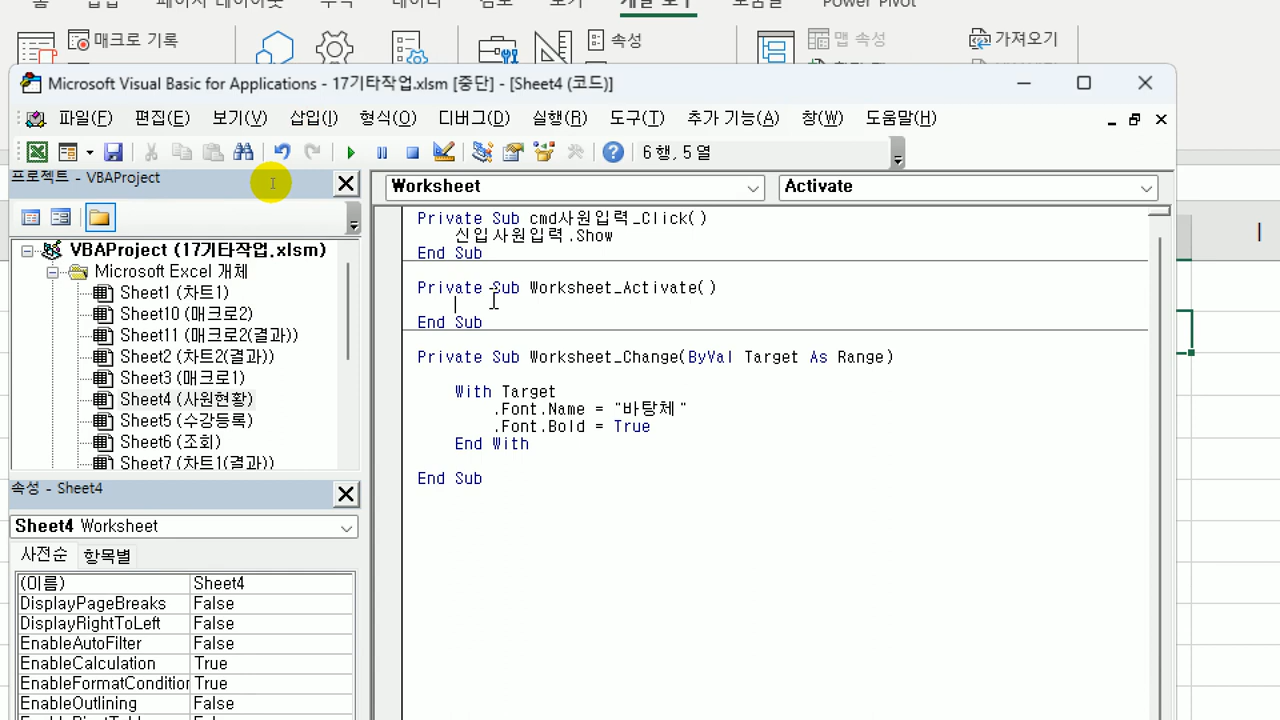 Power Pivot
매크로 기록
속성
맵 속성
가져오기
Microsoft Visual Basic for Applications - 17기타작업.xlsm [중단] - [Sheet4 (코드)]
파일(F) 편집(E) 보기(V) 삽입(I) 형식(O) 디버그(D) 실행(R) 도구(T) 추가 기능(A) 창(W) 도움말(H)
6 행, 5 열
프로젝트 - VBAProject
VBAProject (17기타작업.xlsm)
Microsoft Excel 개체
Sheet1 (차트1)
Sheet10 (매크로2)
Sheet11 (매크로2(결과))
Sheet2 (차트2(결과))
Sheet3 (매크로1)
Sheet4 (사원현황)
Sheet5 (수강등록)
Sheet6 (조회)
Sheet7 (차트1(결과))
속성 - Sheet4
Sheet4 Worksheet
사전순 항목별
(이름) Sheet4
DisplayPageBreaks False
DisplayRightToLeft False
EnableAutoFilter False
EnableCalculation True
EnableFormatCondition True
EnableOutlining False
Worksheet
Activate
Private Sub cmd사원입력_Click()
신입사원입력.Show
End Sub
Private Sub Worksheet_Activate()
End Sub
Private Sub Worksheet_Change(ByVal Target As Range)
With Target
.Font.Name = "바탕체"
.Font.Bold = True
End With
End Sub